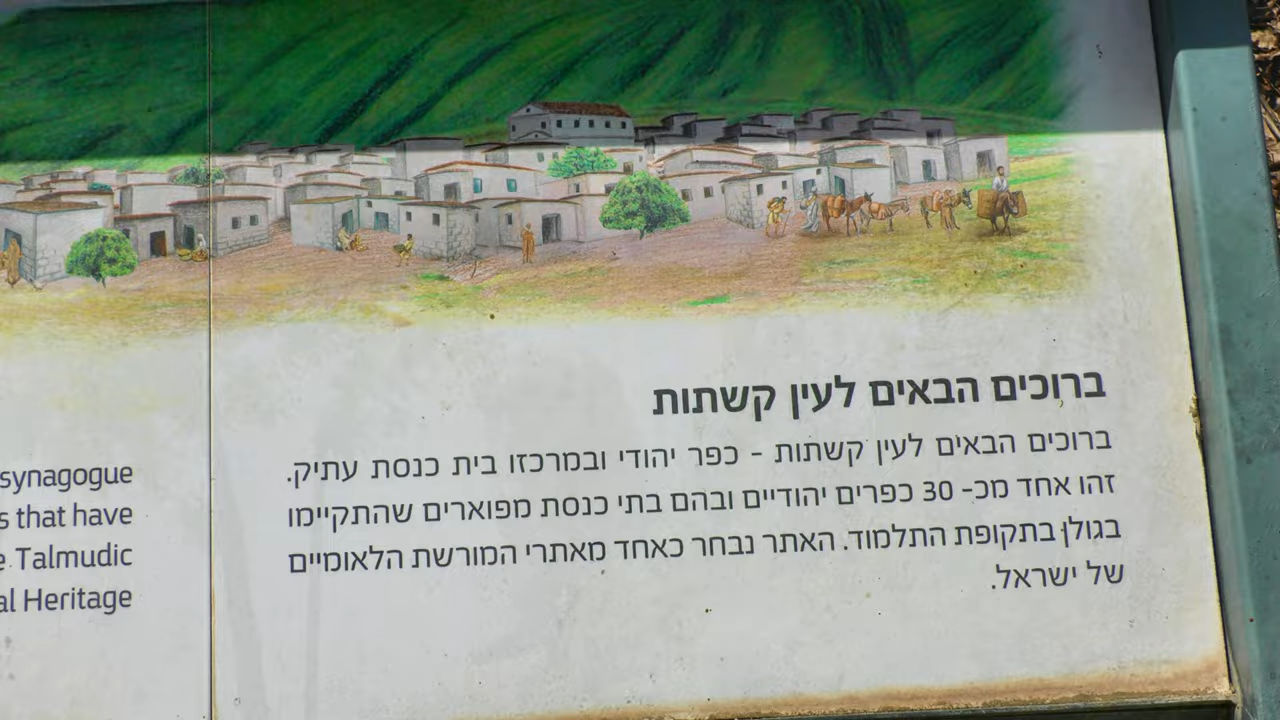 ברוכים הבאים לעין קשתות
ברוכים הבאים לעין קשתות - כפר יהודי ובמרכזו בית כנסת עתיק.
זהו אחד מכ- 30 כפרים יהודיים ובהם בתי כנסת מפוארים שהתקיימו
בגולן בתקופת התלמוד. האתר נבחר כאחד מאתרי המורשת הלאומיים
של ישראל.
synagogue
that have
Talmudic
Heritage